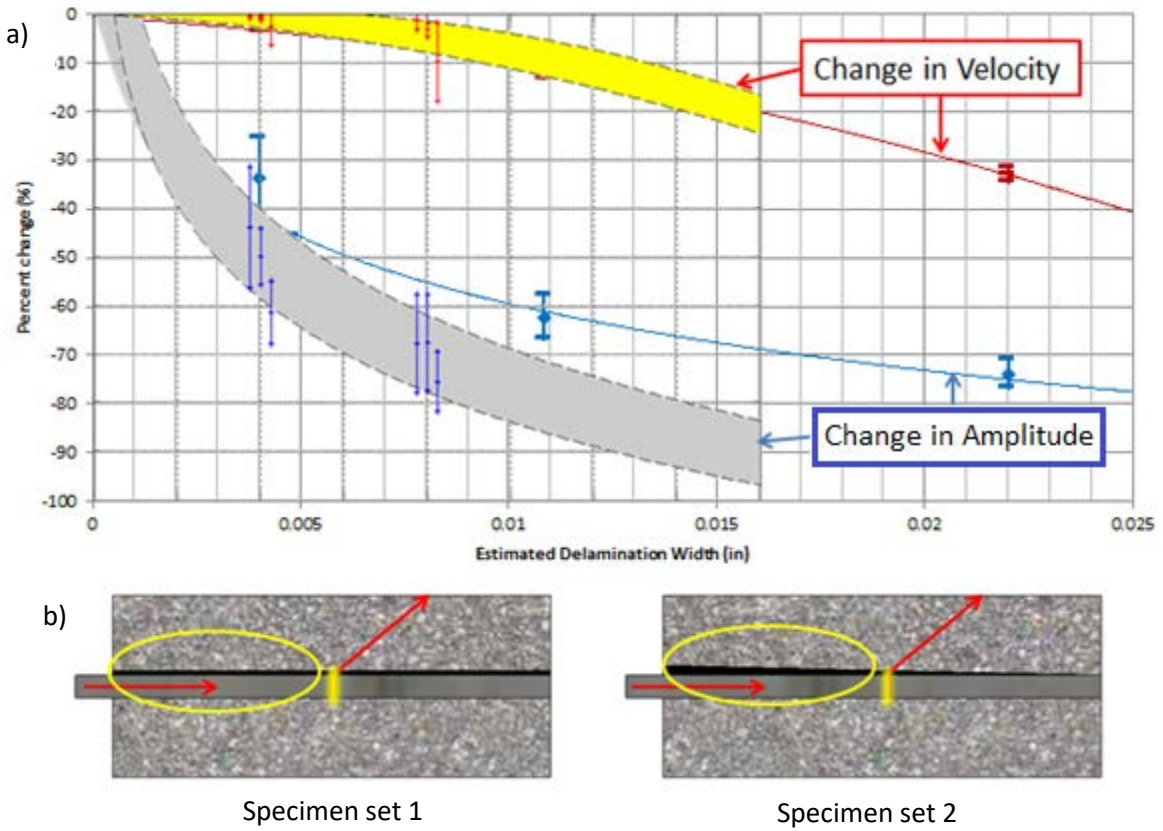 a)
0
-10
-20
-30
-40
-50
-60
-70
-80
-90
-100
Percent change (%)
Change in Velocity
Change in Amplitude
0 0.005 0.01 0.015 0.02 0.025
Estimated Delamination Width (in)
b)
Specimen set 1
Specimen set 2